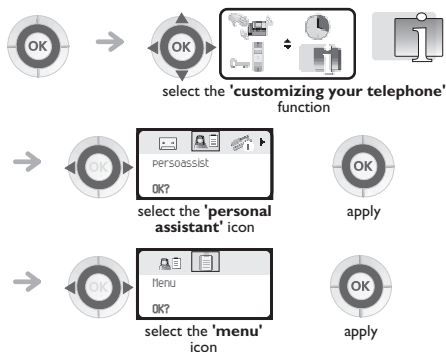 OK
OK
select the 'customizing your telephone'
function
OK
Persoassist
OK?
OK
select the 'personal
assistant' icon
apply
OK
Menu
OK?
OK
select the 'menu'
icon
apply